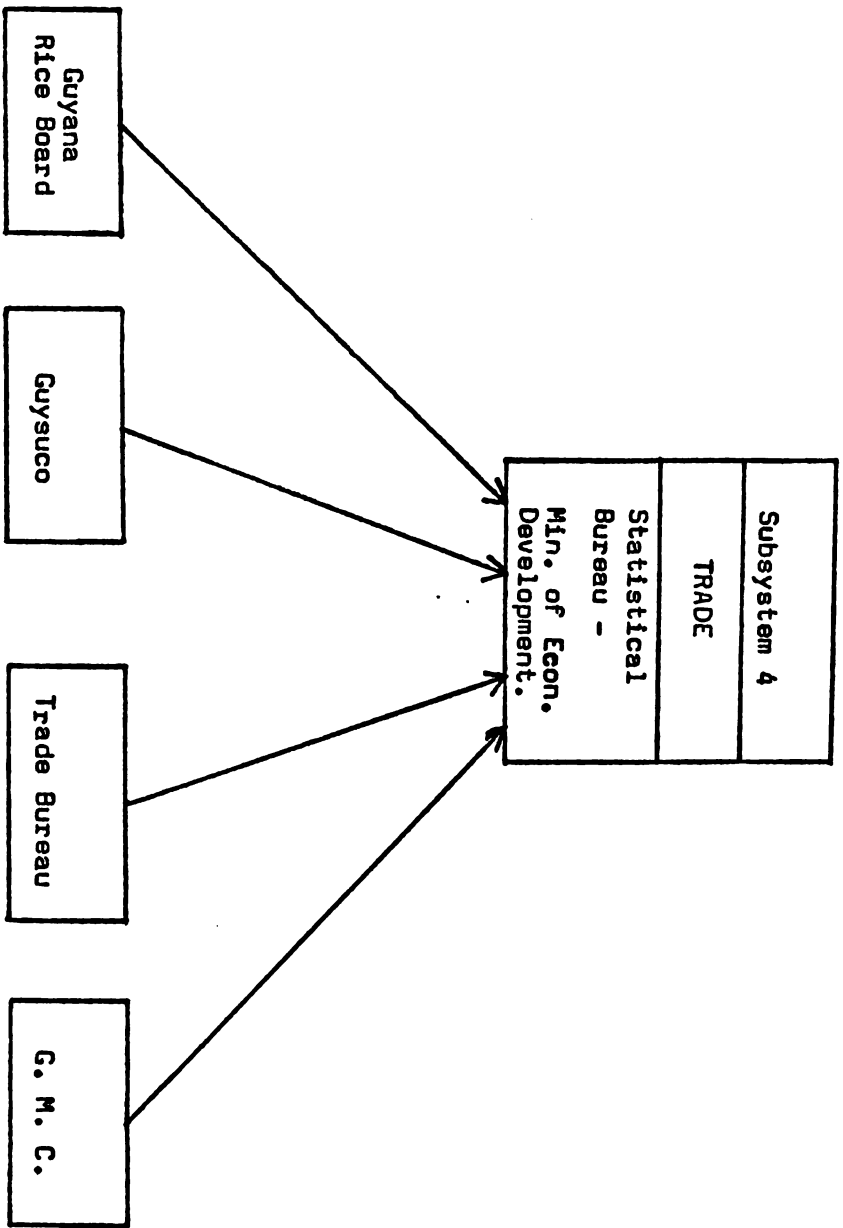 Subsystem 4
TRADE
Statistical
Bureau -
Min. of Econ.
Development.
Guyana
Rice Board
Guysuco
Trade Bureau
G. M. C.